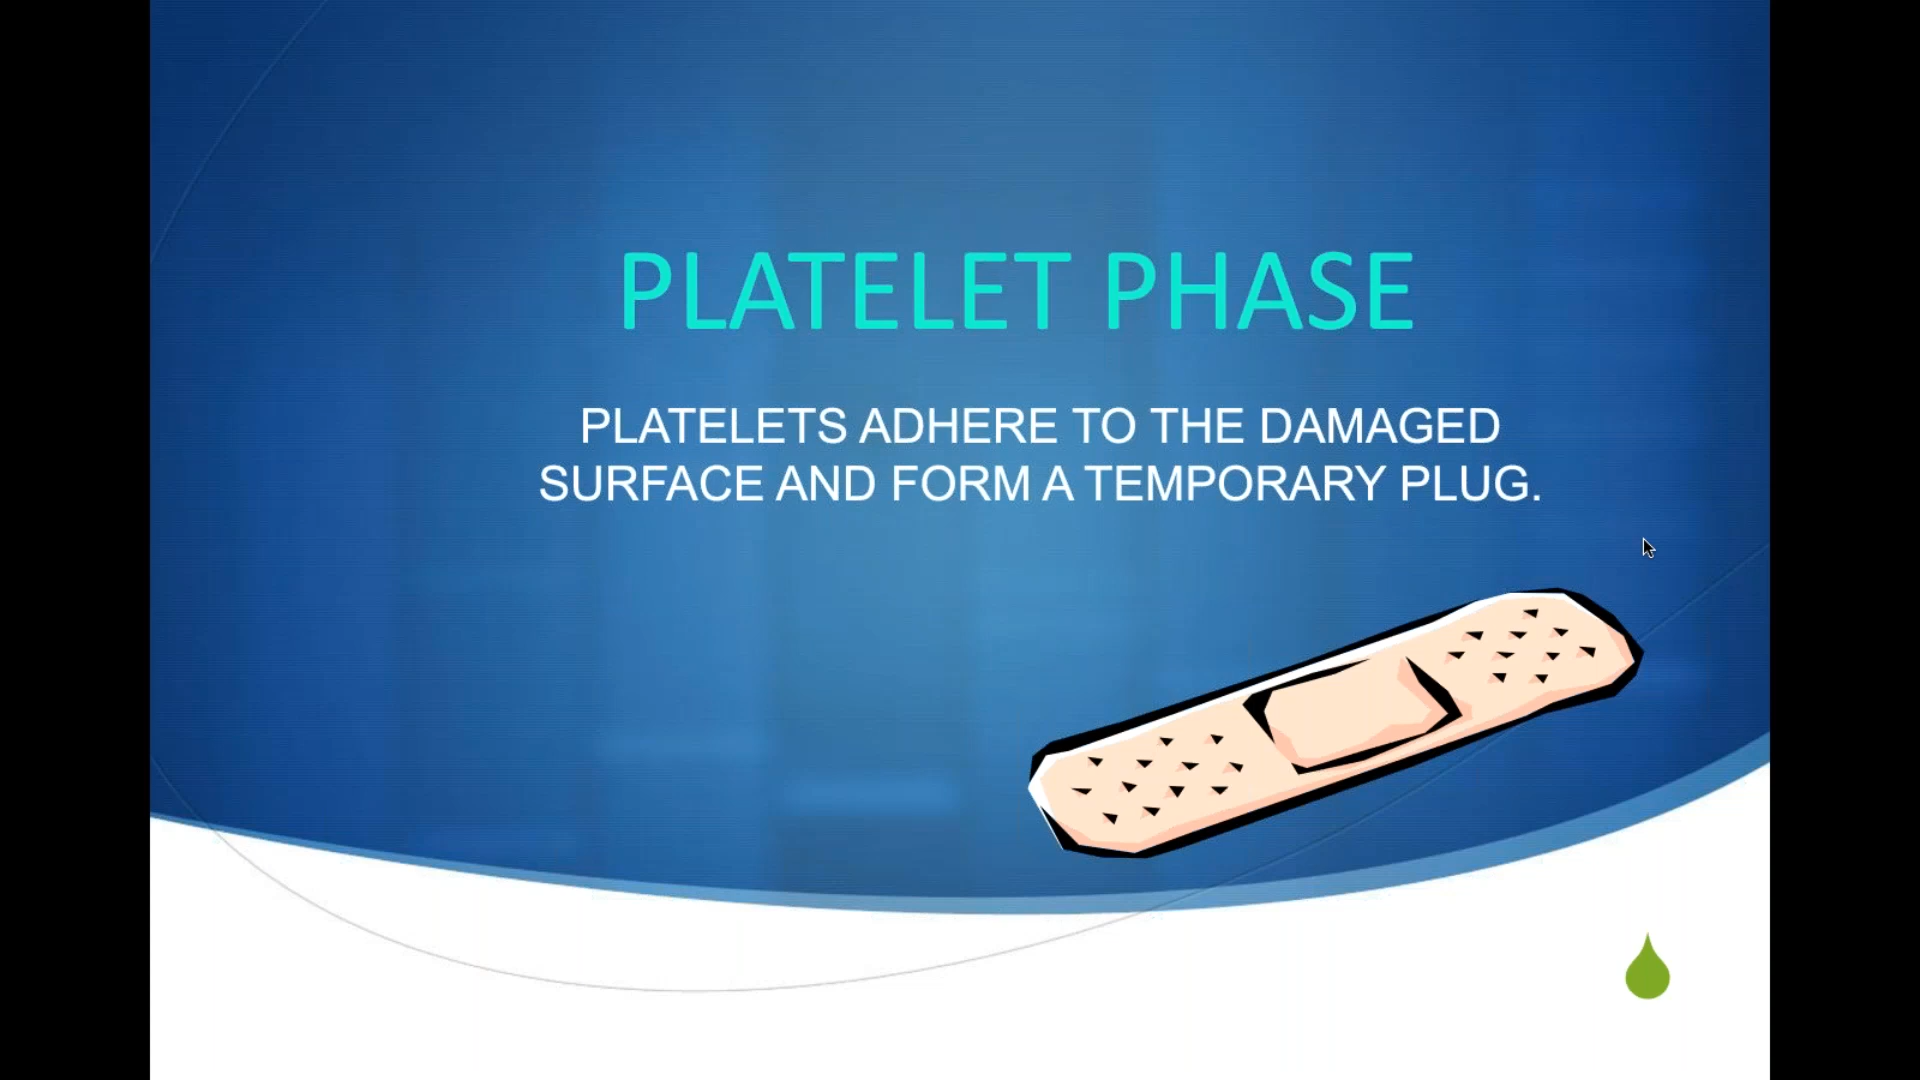 PLATELET PHASE
PLATELETS ADHERE TO THE DAMAGED
SURFACE AND FORM A TEMPORARY PLUG.